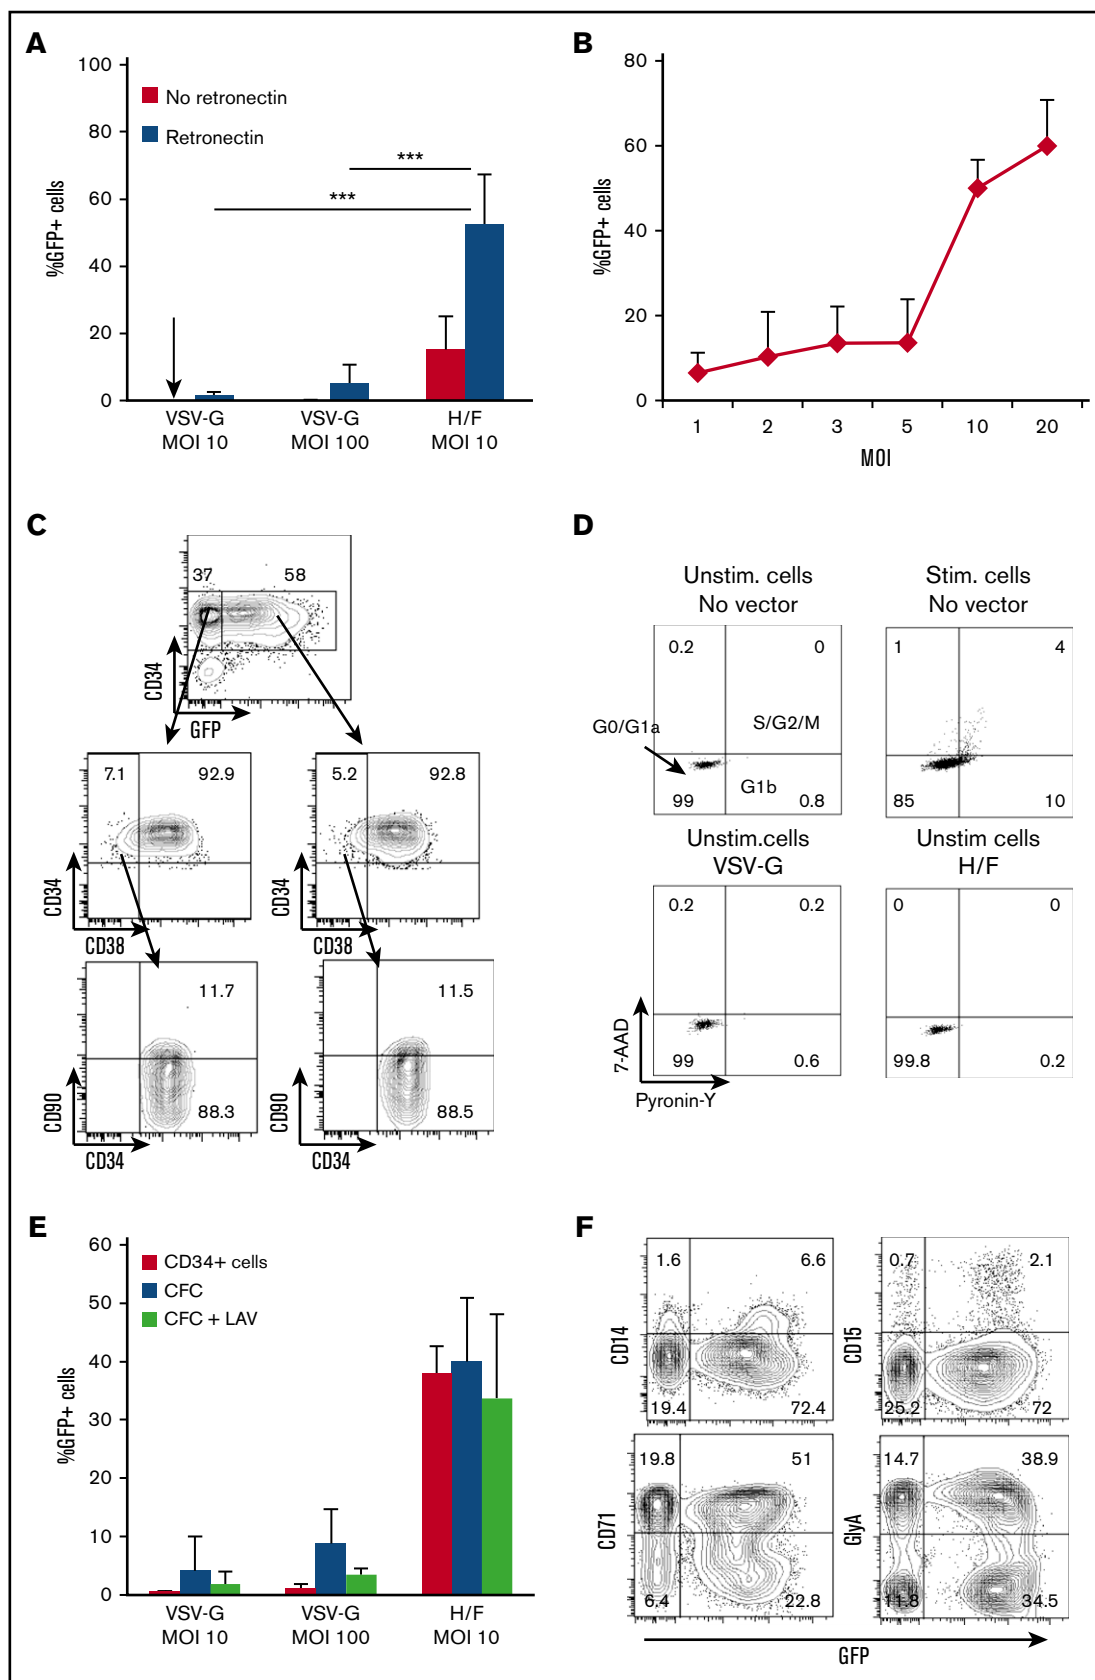 A
100
80
60
40
20
0
%GFP+ cells
No retronectin
Retronectin
***
***
VSV-G
MOI 10
VSV-G
MOI 100
H/F
MOI 10
B
80
60
40
20
0
%GFP+ cells
1 2 3 5 10 20
MOI
C
37 58
CD34
GFP
7.1 92.9
CD34
CD38
5.2 92.8
CD34
CD38
11.7
88.3
CD90
CD34
11.5
88.5
CD90
CD34
D
Unstim. cells
No vector
0.2 0
G0/G1a
S/G2/M
G1b
99 0.8
Stim. cells
No vector
1 4
85 10
Unstim.cells
VSV-G
0.2 0.2
99 0.6
7-AAD
Pyronin-Y
Unstim cells
H/F
0 0
99.8 0.2
E
60
50
40
30
20
10
0
%GFP+ cells
CD34+ cells
CFC
CFC + LAV
VSV-G
MOI 10
VSV-G
MOI 100
H/F
MOI 10
F
1.6 6.6
CD14
19.4 72.4
0.7 2.1
CD15
25.2 72
19.8 51
CD71
6.4 22.8
14.7 38.9
GlyA
11.8 34.5
GFP